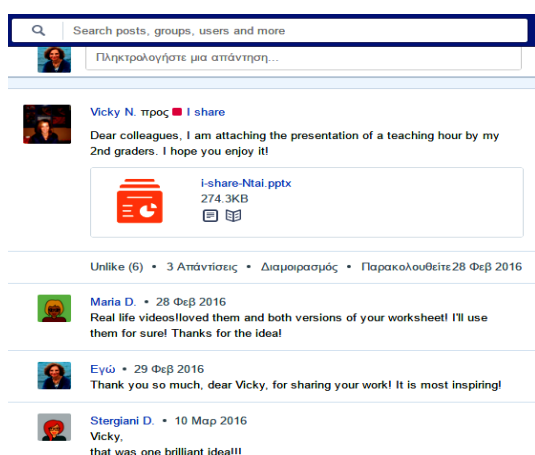 Search posts, groups, users and more
Πληκτρολογήστε μια απάντηση...
Vicky N. προς I share
Dear colleagues, I am attaching the presentation of a teaching hour by my
2nd graders. I hope you enjoy it!
i-share-Ntai.pptx
274.3KB
Unlike (6) • 3 Απάντίσεις • Διαμοιρασμός • Παρακολουθείτε28 Φεβ 2016
Maria D. • 28 Φεβ 2016
Real life videos!loved them and both versions of your worksheet! I'll use
them for sure! Thanks for the idea!
Εγώ • 29 Φεβ 2016
Thank you so much, dear Vicky, for sharing your work! It is most inspiring!
Stergiani D. • 10 Μαρ 2016
Vicky,
that was one brilliant idea!!!